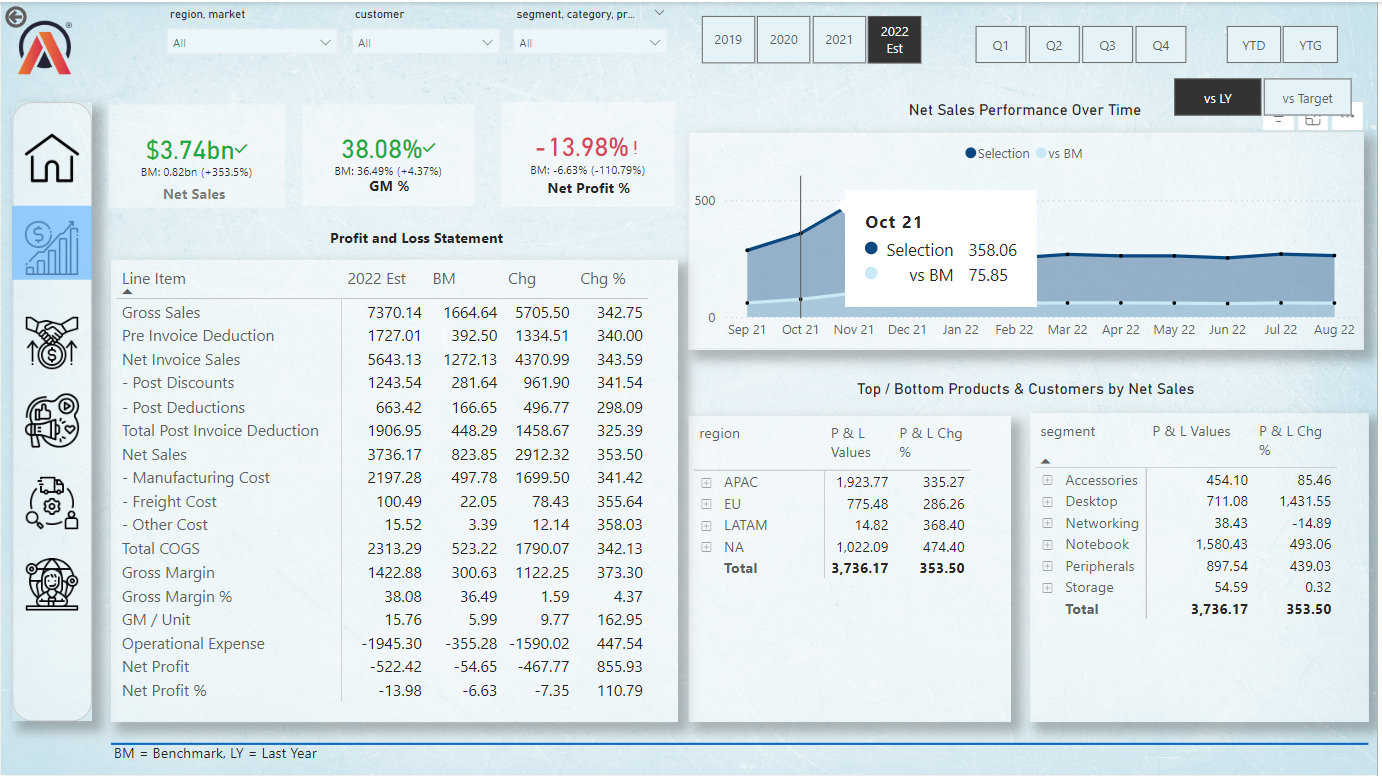 region, market
customer
segment, category, pr...
All
All
All
2019
2020
2021
2022 Est
Q1
Q2
Q3
Q4
YTD
YTG
vs LY
vs Target
$3.74bn
BM: 0.82bn (+353.5%)
Net Sales
38.08%
BM: 36.49% (+4.37%)
GM %
-13.98% !
BM: -6.63% (-110.79%)
Net Profit %
Net Sales Performance Over Time
Selection vs BM
500
0
Oct 21
Selection 358.06
vs BM 75.85
Sep 21 Oct 21 Nov 21 Dec 21 Jan 22 Feb 22 Mar 22 Apr 22 May 22 Jun 22 Jul 22 Aug 22
Profit and Loss Statement
Line Item 2022 Est BM Chg Chg %
Gross Sales 7370.14 1664.64 5705.50 342.75
Pre Invoice Deduction 1727.01 392.50 1334.51 340.00
Net Invoice Sales 5643.13 1272.13 4370.99 343.59
- Post Discounts 1243.54 281.64 961.90 341.54
- Post Deductions 663.42 166.65 496.77 298.09
Total Post Invoice Deduction 1906.95 448.29 1458.67 325.39
Net Sales 3736.17 823.85 2912.32 353.50
- Manufacturing Cost 2197.28 497.78 1699.50 341.42
- Freight Cost 100.49 22.05 78.43 355.64
- Other Cost 15.52 3.39 12.14 358.03
Total COGS 2313.29 523.22 1790.07 342.13
Gross Margin 1422.88 300.63 1122.25 373.30
Gross Margin % 38.08 36.49 1.59 4.37
GM / Unit 15.76 5.99 9.77 162.95
Operational Expense -1945.30 -355.28 -1590.02 447.54
Net Profit -522.42 -54.65 -467.77 855.93
Net Profit % -13.98 -6.63 -7.35 110.79
Top / Bottom Products & Customers by Net Sales
region P & L Values P & L Chg %
APAC 1,923.77 335.27
EU 775.48 286.26
LATAM 14.82 368.40
NA 1,022.09 474.40
Total 3,736.17 353.50
segment P & L Values P & L Chg %
Accessories 454.10 85.46
Desktop 711.08 1,431.55
Networking 38.43 -14.89
Notebook 1,580.43 493.06
Peripherals 897.54 439.03
Storage 54.59 0.32
Total 3,736.17 353.50
BM = Benchmark, LY = Last Year